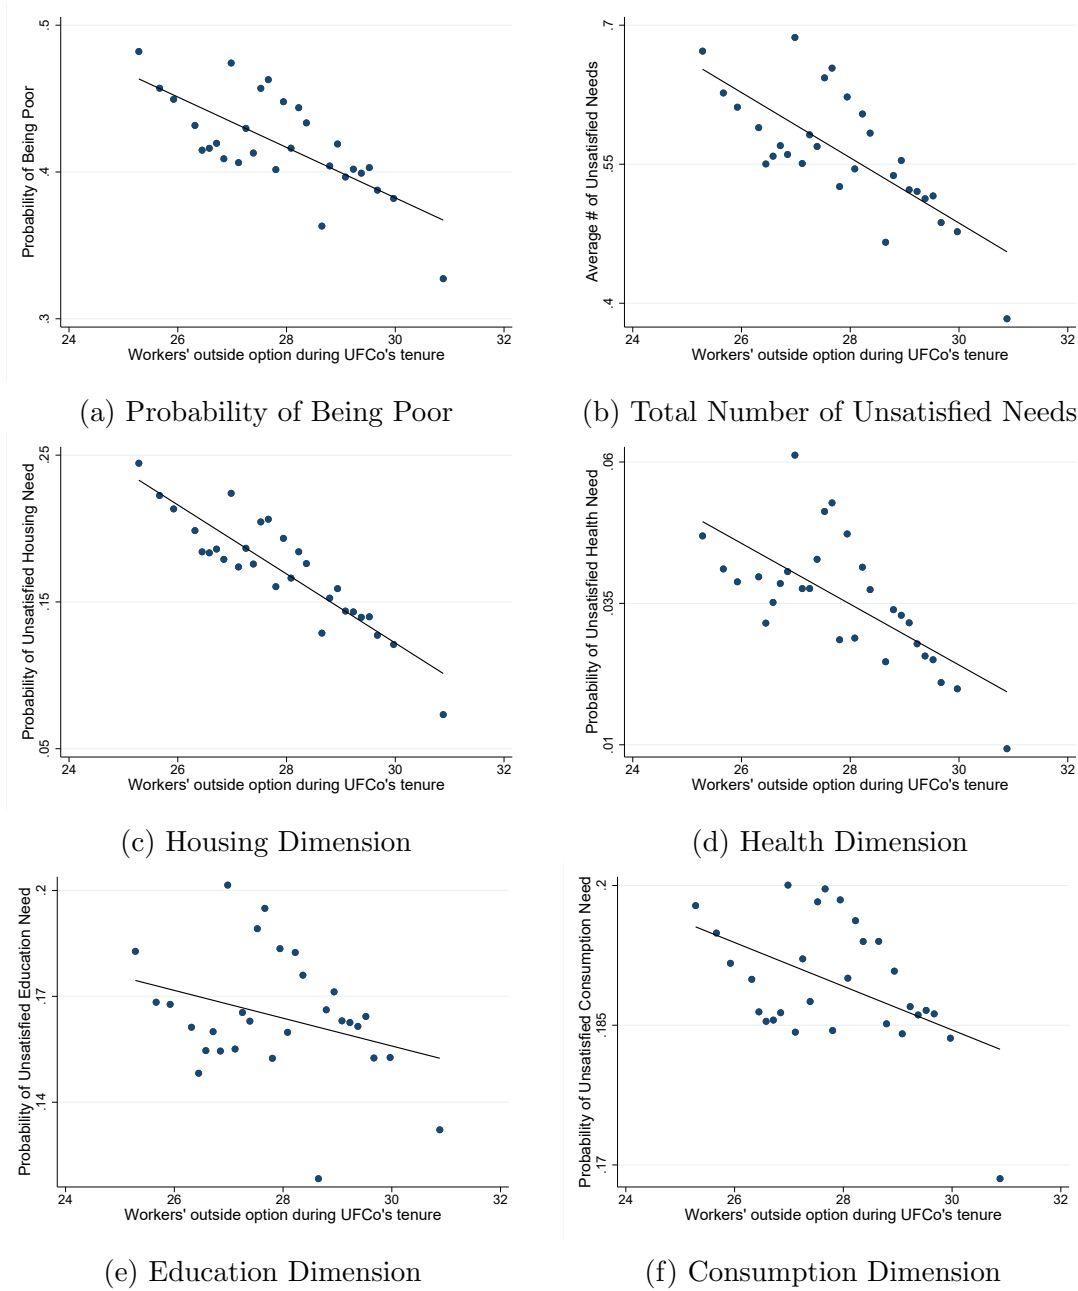 .5
.4
.3
Probability of Being Poor
24 26 28 30 32
Workers' outside option during UFCo's tenure
(a) Probability of Being Poor
.7
.55
.4
Average # of Unsatisfied Needs
24 26 28 30 32
Workers' outside option during UFCo's tenure
(b) Total Number of Unsatisfied Needs
.25
.15
.05
Probability of Unsatisfied Housing Need
24 26 28 30 32
Workers' outside option during UFCo's tenure
(c) Housing Dimension
.06
.035
.01
Probability of Unsatisfied Health Need
24 26 28 30 32
Workers' outside option during UFCo's tenure
(d) Health Dimension
.2
.17
.14
Probability of Unsatisfied Education Need
24 26 28 30 32
Workers' outside option during UFCo's tenure
(e) Education Dimension
.2
.185
.17
Probability of Unsatisfied Consumption Need
24 26 28 30 32
Workers' outside option during UFCo's tenure
(f) Consumption Dimension